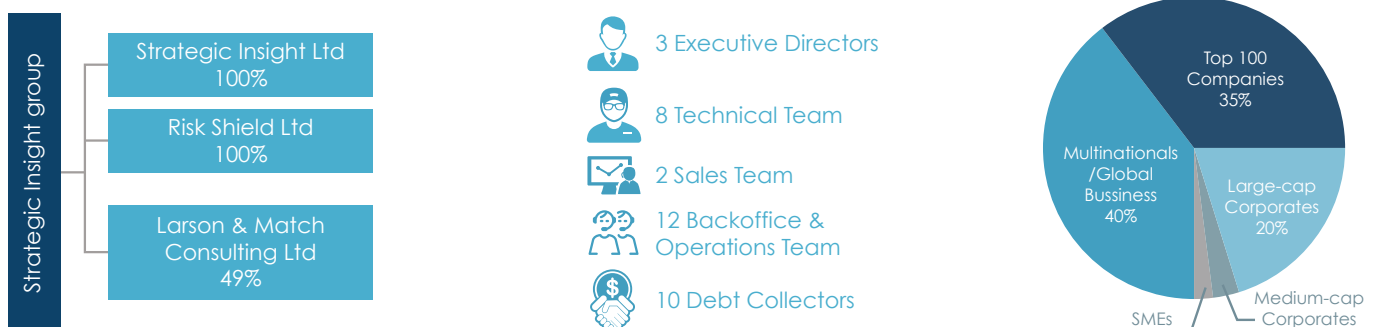 Strategic Insight group
Strategic Insight Ltd
100%
Risk Shield Ltd
100%
Larson & Match
Consulting Ltd
49%
3 Executive Directors
8 Technical Team
2 Sales Team
12 Backoffice &
Operations Team
$
10 Debt Collectors
Top 100
Companies
35%
Multinationals
/Global
Bussiness
40%
Large-cap
Corporates
20%
Medium-cap
Corporates
SMEs